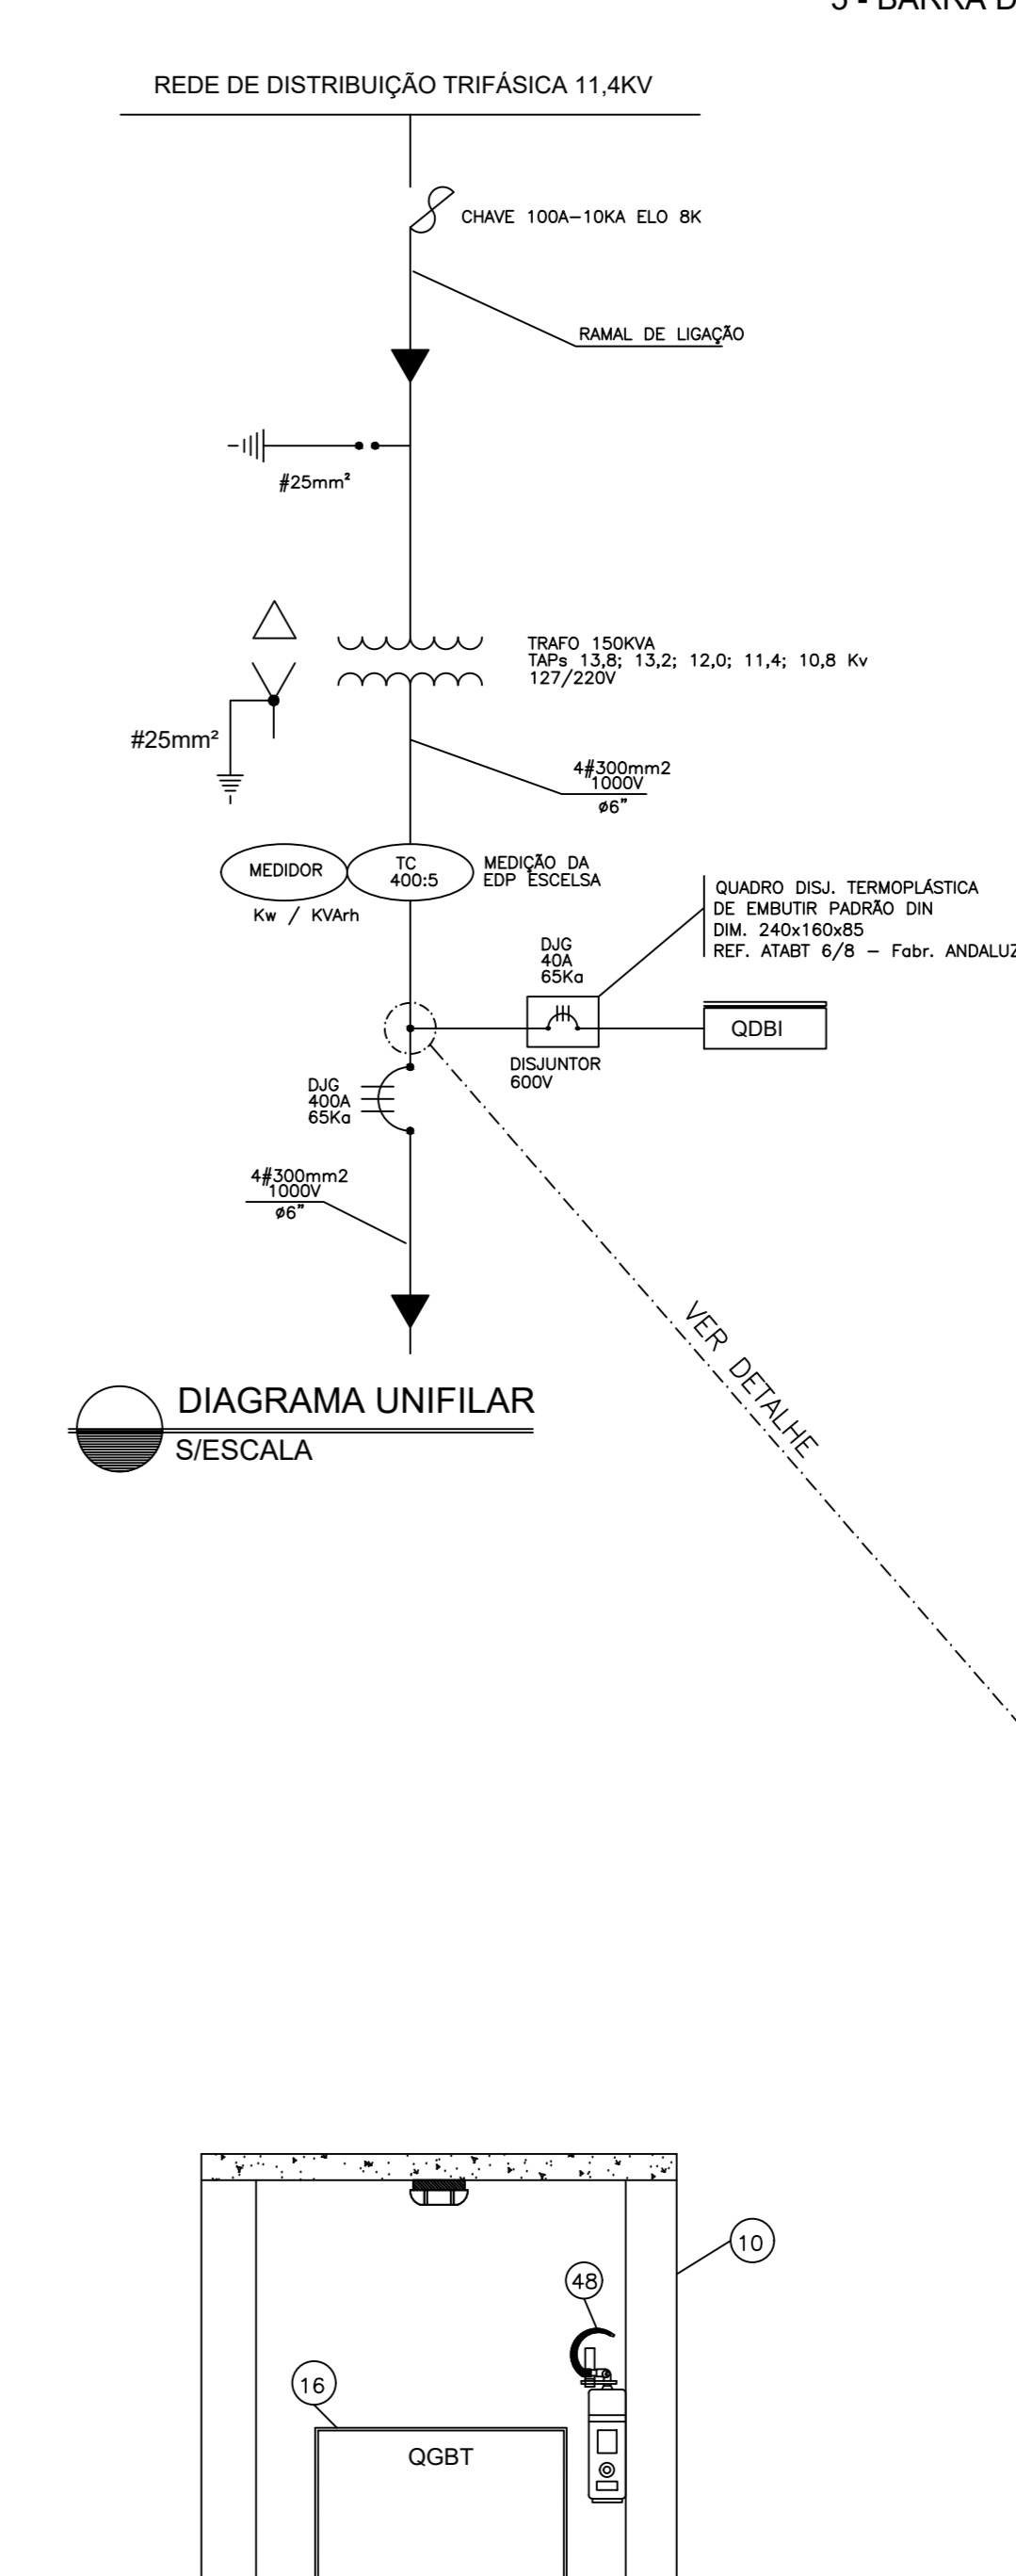 REDE DE DISTRIBUIÇÃO TRIFÁSICA 11,4KV
CHAVE 100A-10KA ELO 8K
RAMAL DE LIGAÇÃO
#25mm²
TRAFO 150KVA
TAPs 13,8; 13,2; 12,0; 11,4; 10,8 Kv
127/220V
#25mm²
4#300mm2
1000V
ø6"
MEDIDOR
TC
400:5
MEDIÇÃO DA
EDP ESCELSA
Kw / KVArh
QUADRO DISJ. TERMOPLÁSTICA
DE EMBUTIR PADRÃO DIN
DIM. 240x160x85
REF. ATABT 6/8 - Fabr. ANDALUZ
DJG
40A
65Ka
QDBI
DISJUNTOR
600V
DJG
400A
65Ka
4#300mm2
1000V
ø6"
VER DETALHE
DIAGRAMA UNIFILAR
S/ESCALA
10
48
16
QGBT